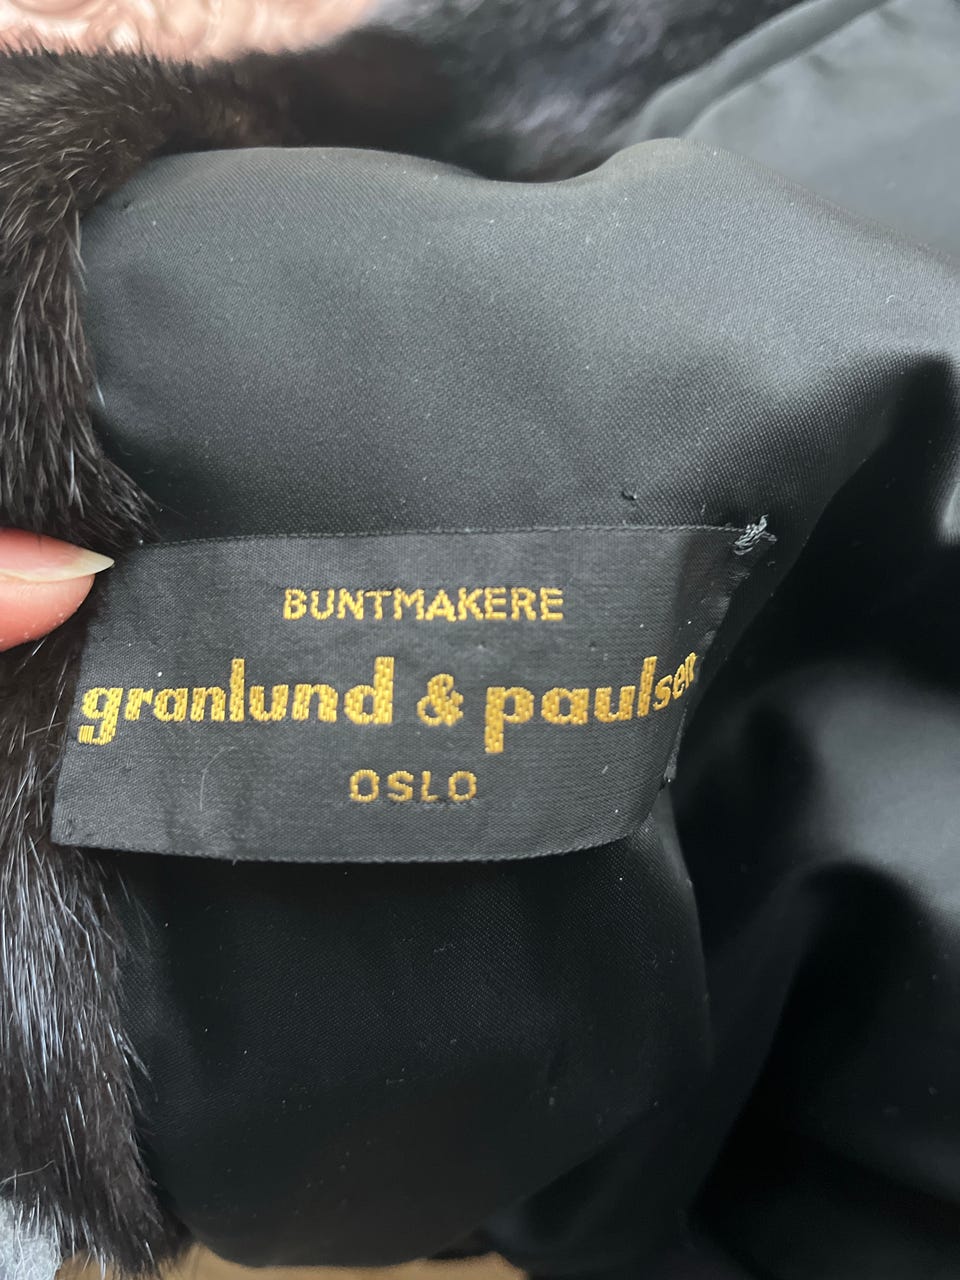 BUNTMAKERE
granlund & paulsen
OSLO